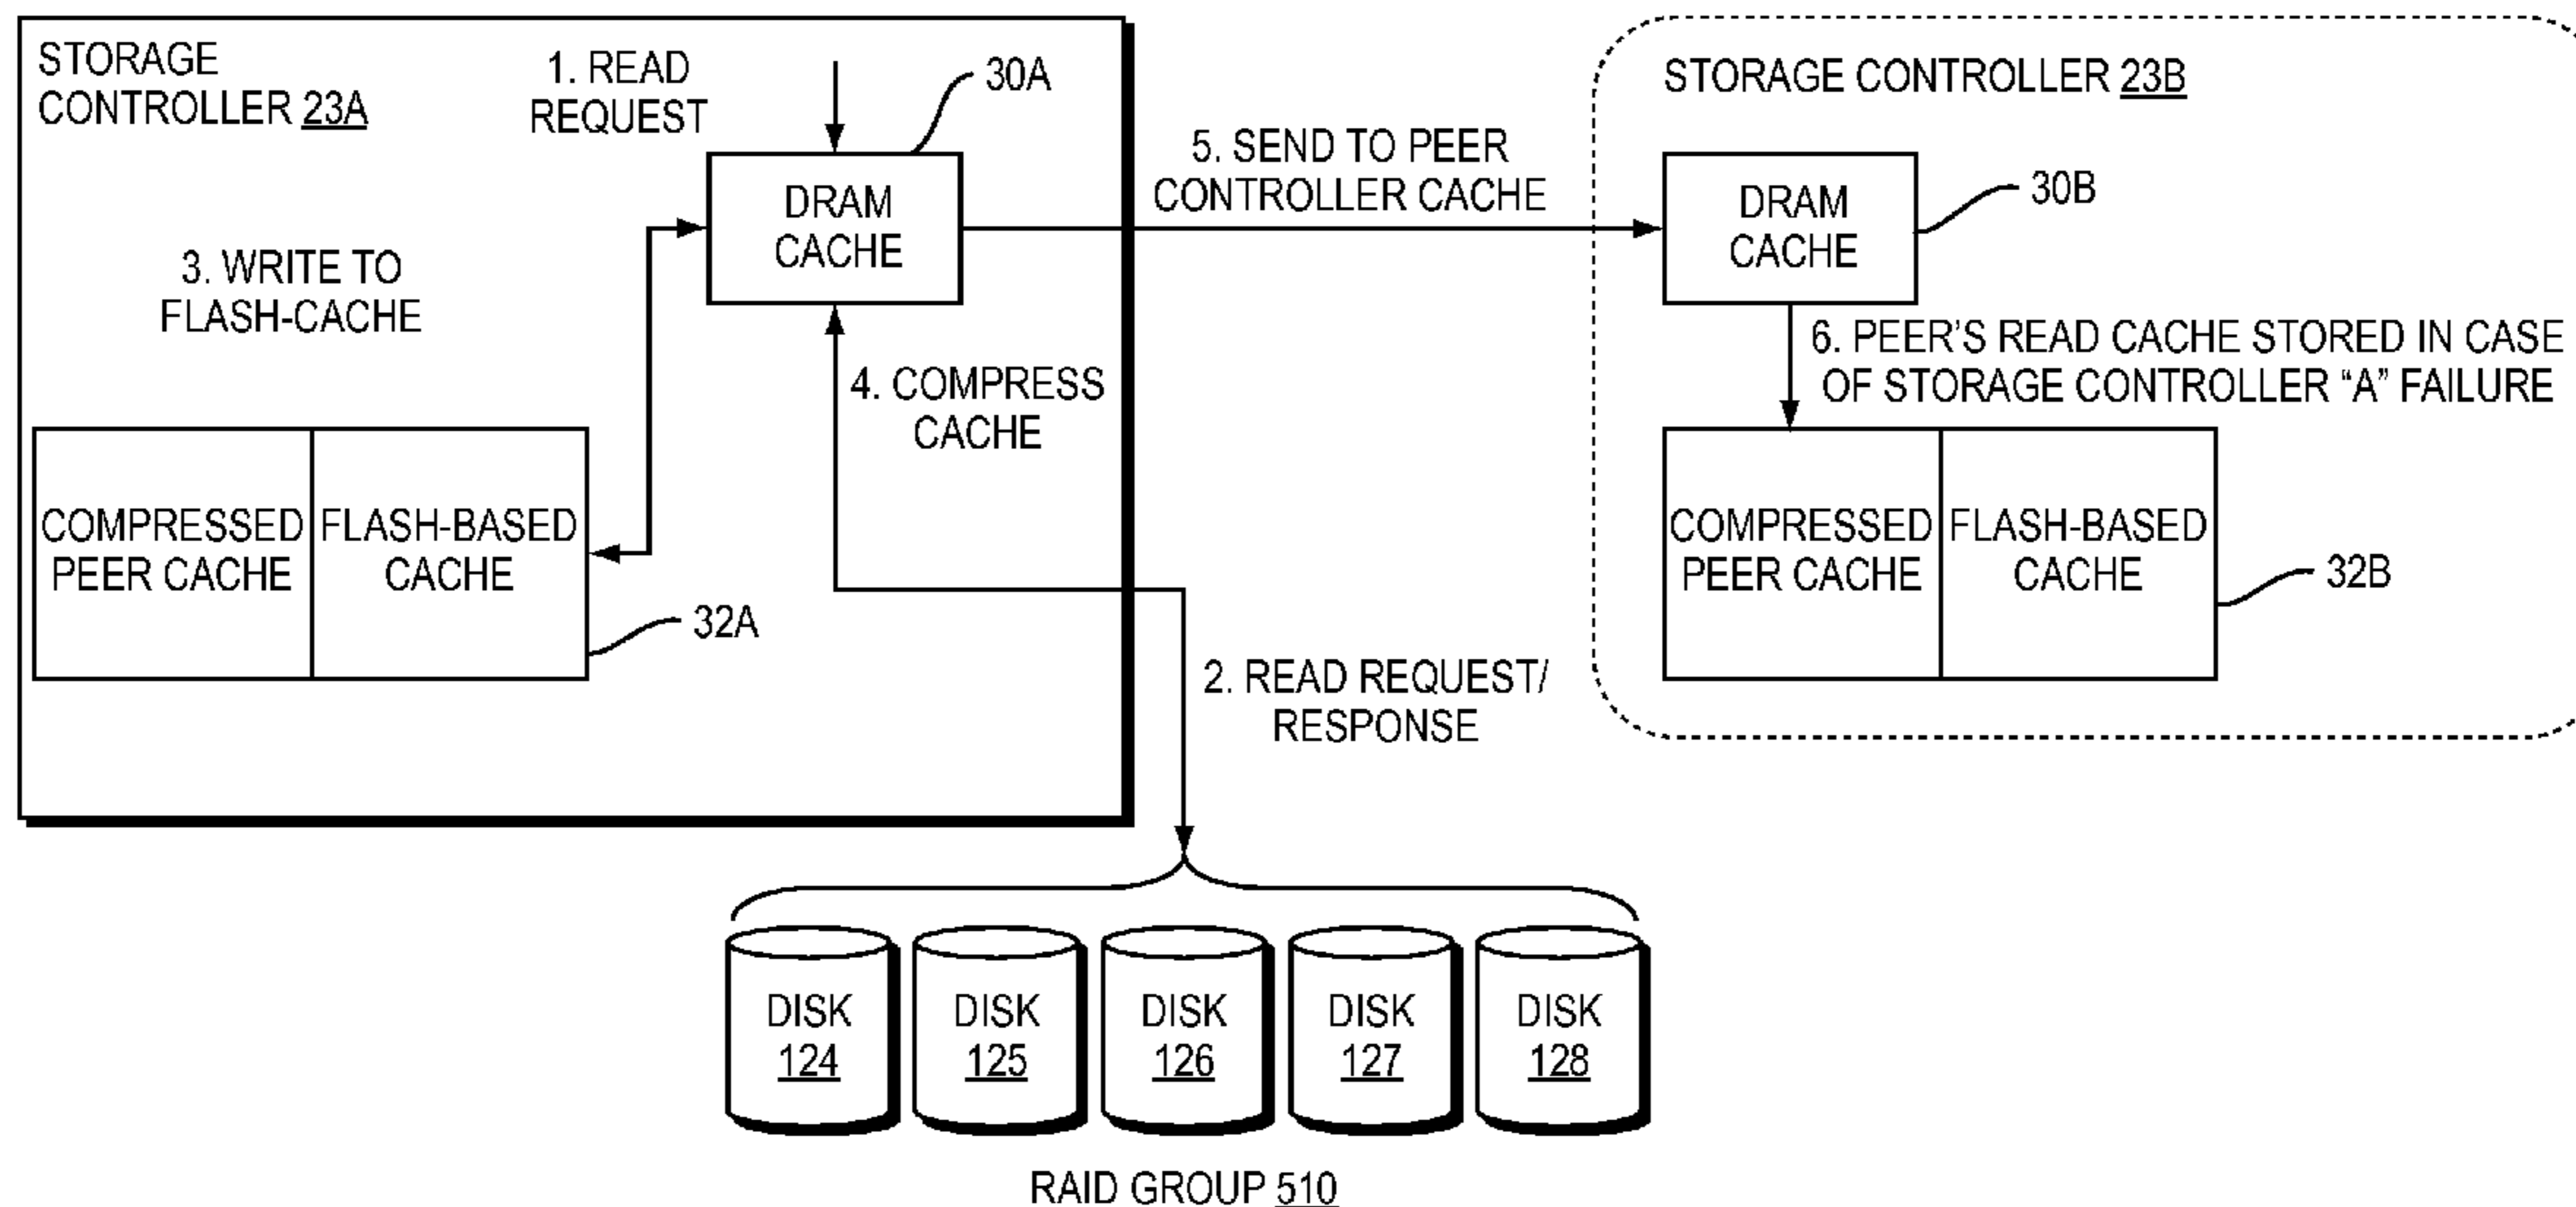 STORAGE
CONTROLLER 23A
1. READ
REQUEST
30A
DRAM
CACHE
3. WRITE TO
FLASH-CACHE
4. COMPRESS
CACHE
COMPRESSED
PEER CACHE
FLASH-BASED
CACHE
32A
5. SEND TO PEER
CONTROLLER CACHE
2. READ REQUEST/
RESPONSE
STORAGE CONTROLLER 23B
DRAM
CACHE
30B
6. PEER'S READ CACHE STORED IN CASE
OF STORAGE CONTROLLER “A” FAILURE
COMPRESSED
PEER CACHE
FLASH-BASED
CACHE
32B
DISK
124
DISK
125
DISK
126
DISK
127
DISK
128
RAID GROUP 510